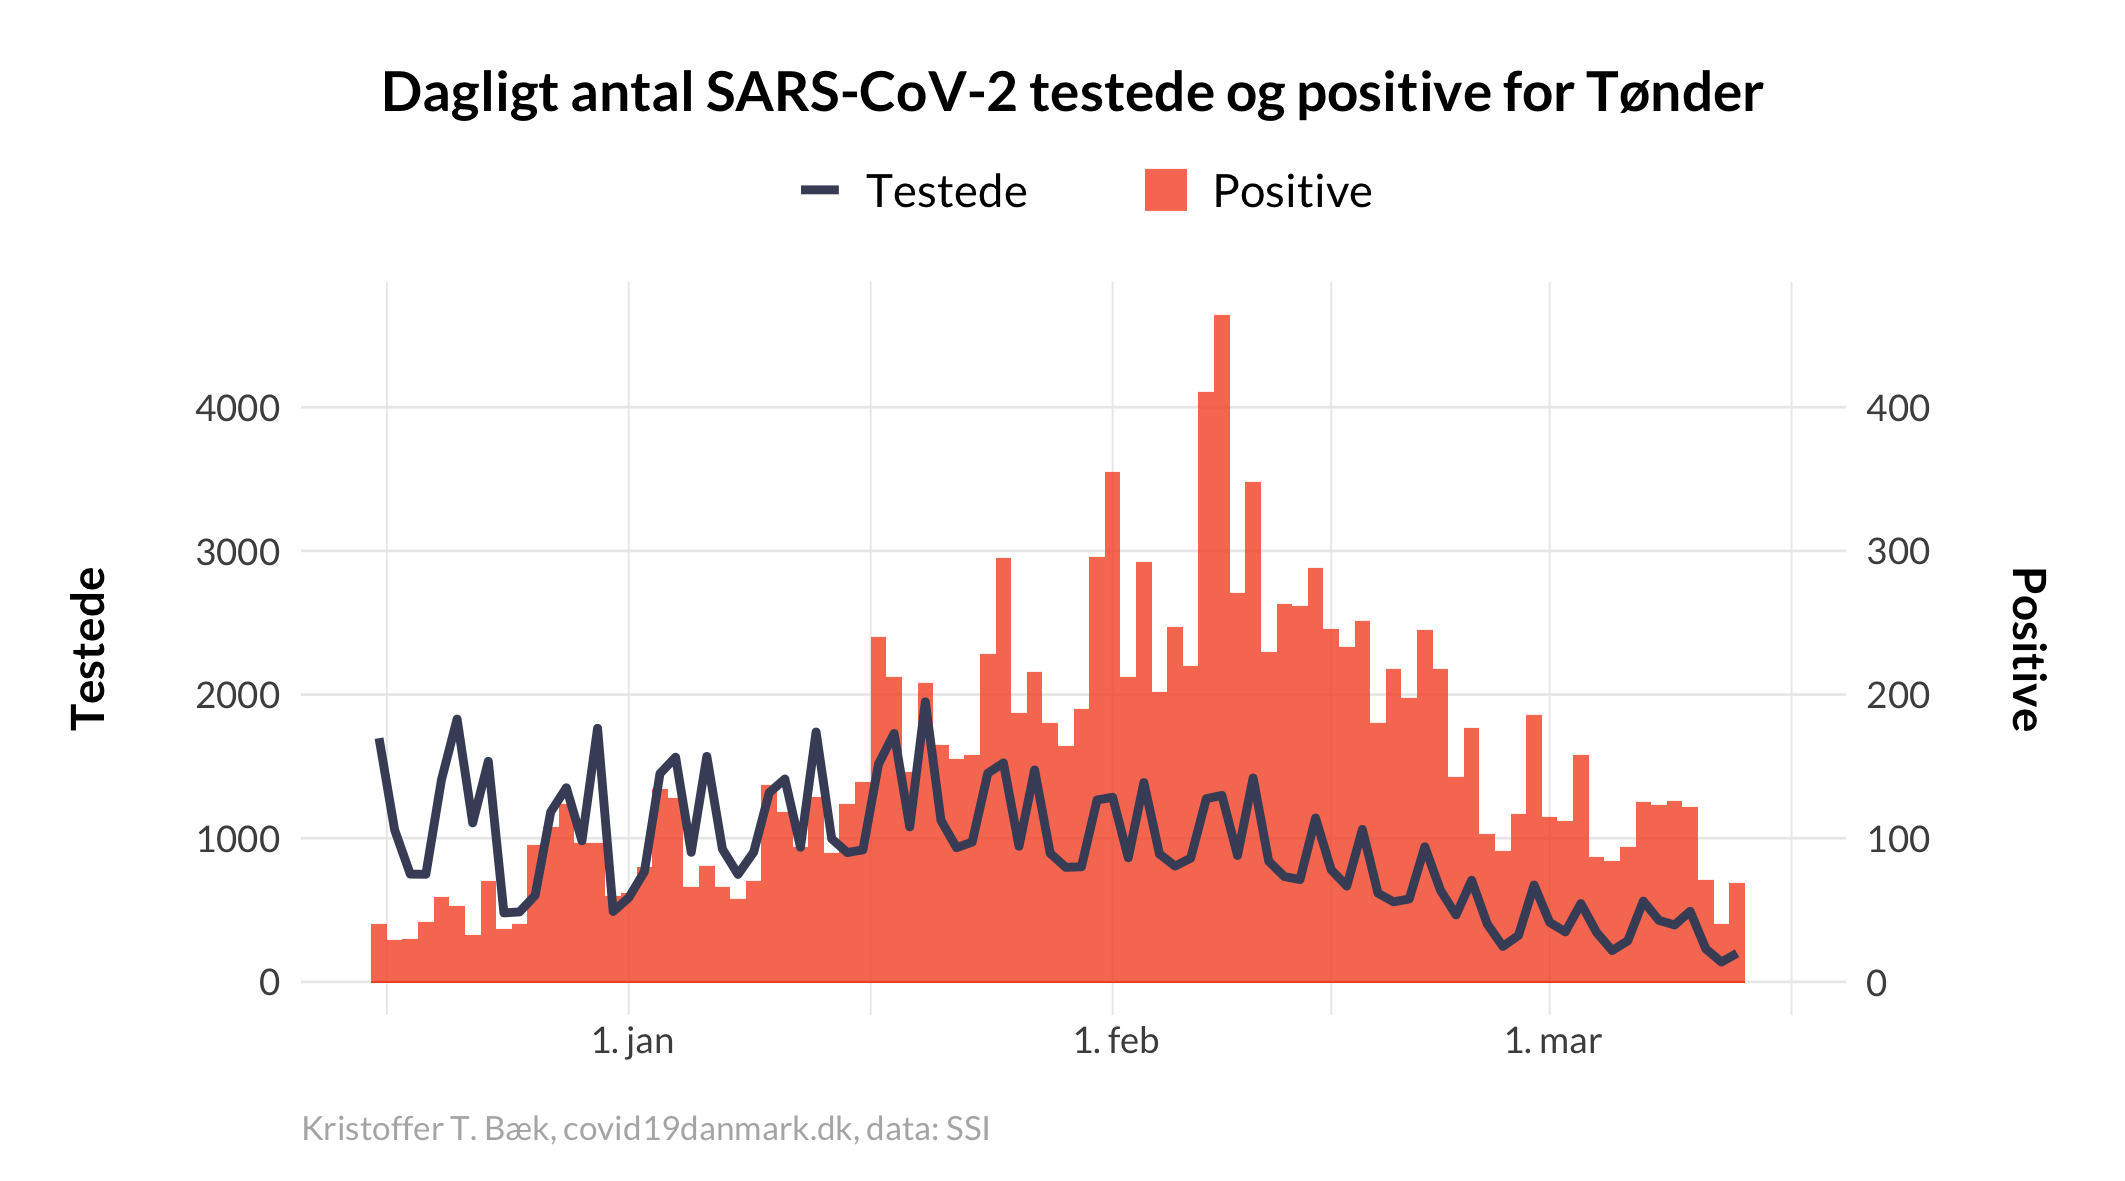 Dagligt antal SARS-CoV-2 testede og positive for Tønder
Testede
Positive
4000
3000
2000
1000
0
400
300
200
100
0
Testede
Positive
1. jan
1. feb
1. mar
Kristoffer T. Bæk, covid19danmark.dk, data: SSI